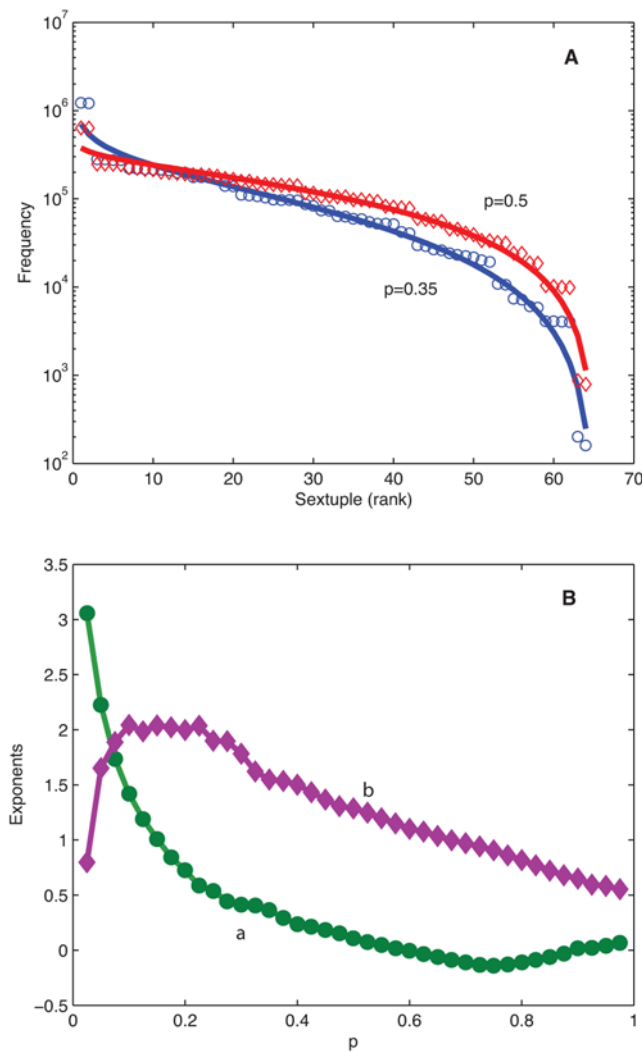 A
10^7
10^6
10^5
10^4
10^3
10^2
Frequency
p=0.5
p=0.35
0 10 20 30 40 50 60 70
Sextuple (rank)
B
3.5
3
2.5
2
1.5
1
0.5
0
−0.5
Exponents
b
a
0 0.2 0.4 0.6 0.8 1
p